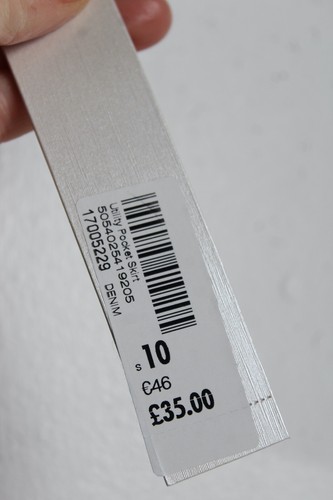 Utility Pocket Skirt
5054025419205
17005229 DENIM
s 10
€46
£35.00